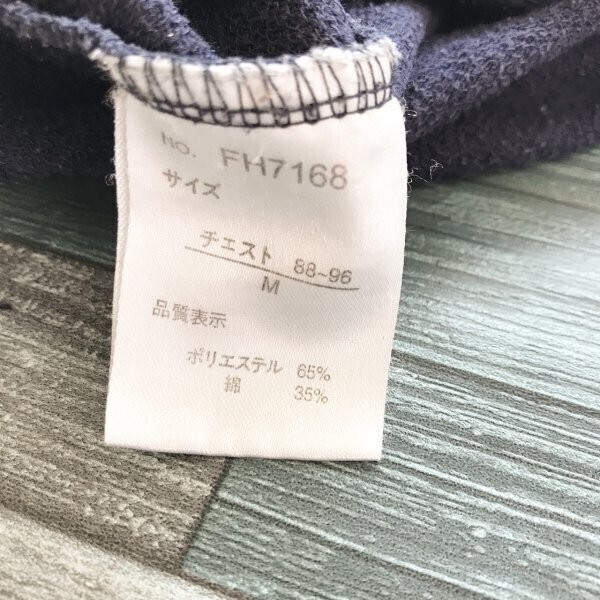 NO. FH7168
サイズ
チェスト 88~96
M
品質表示
ポリエステル 65%
綿 35%